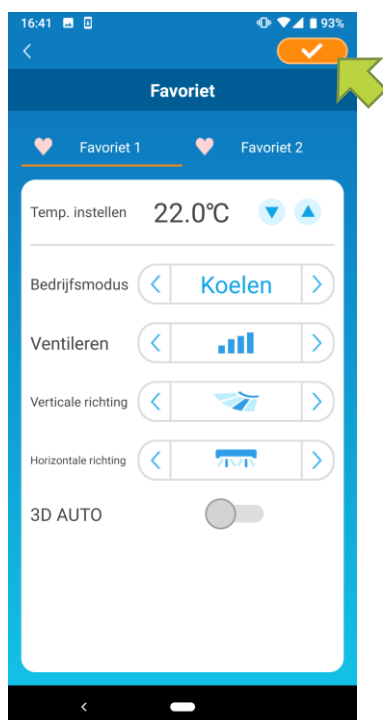 16:41 93%
Favoriet
Favoriet 1 Favoriet 2
Temp. instellen 22.0°C
Bedrijfsmodus Koelen
Ventileren
Verticale richting
Horizontale richting
3D AUTO